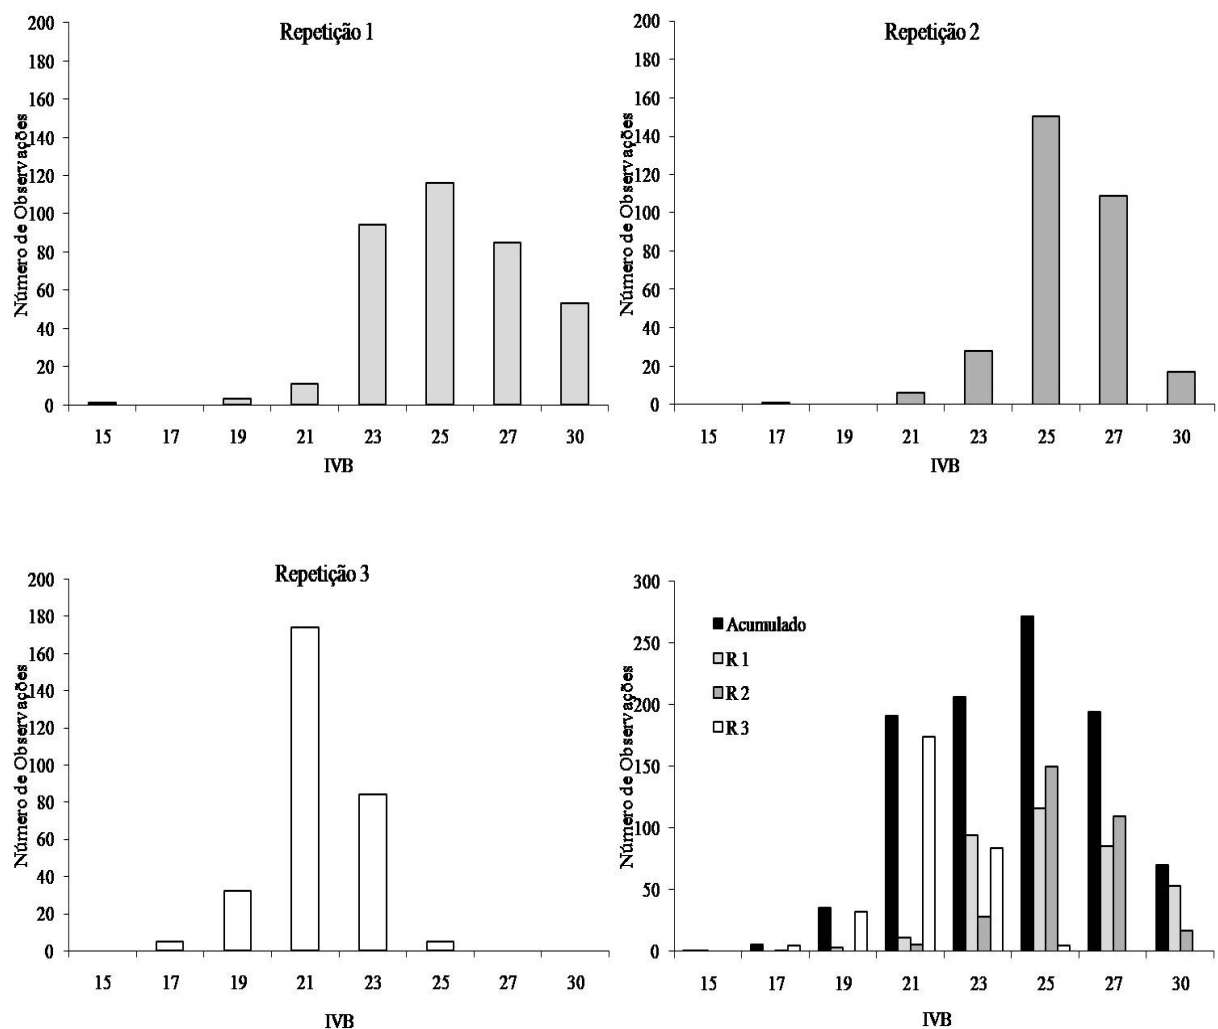 Repetição 1
Número de Observações
200
180
160
140
120
100
80
60
40
20
0
15 17 19 21 23 25 27 30
IVB
Repetição 2
Número de Observações
200
180
160
140
120
100
80
60
40
20
0
15 17 19 21 23 25 27 30
IVB
Repetição 3
Número de Observações
200
180
160
140
120
100
80
60
40
20
0
15 17 19 21 23 25 27 30
IVB
Número de Observações
300
250
200
150
100
50
0
Acumulado
R 1
R 2
R 3
15 17 19 21 23 25 27 30
IVB